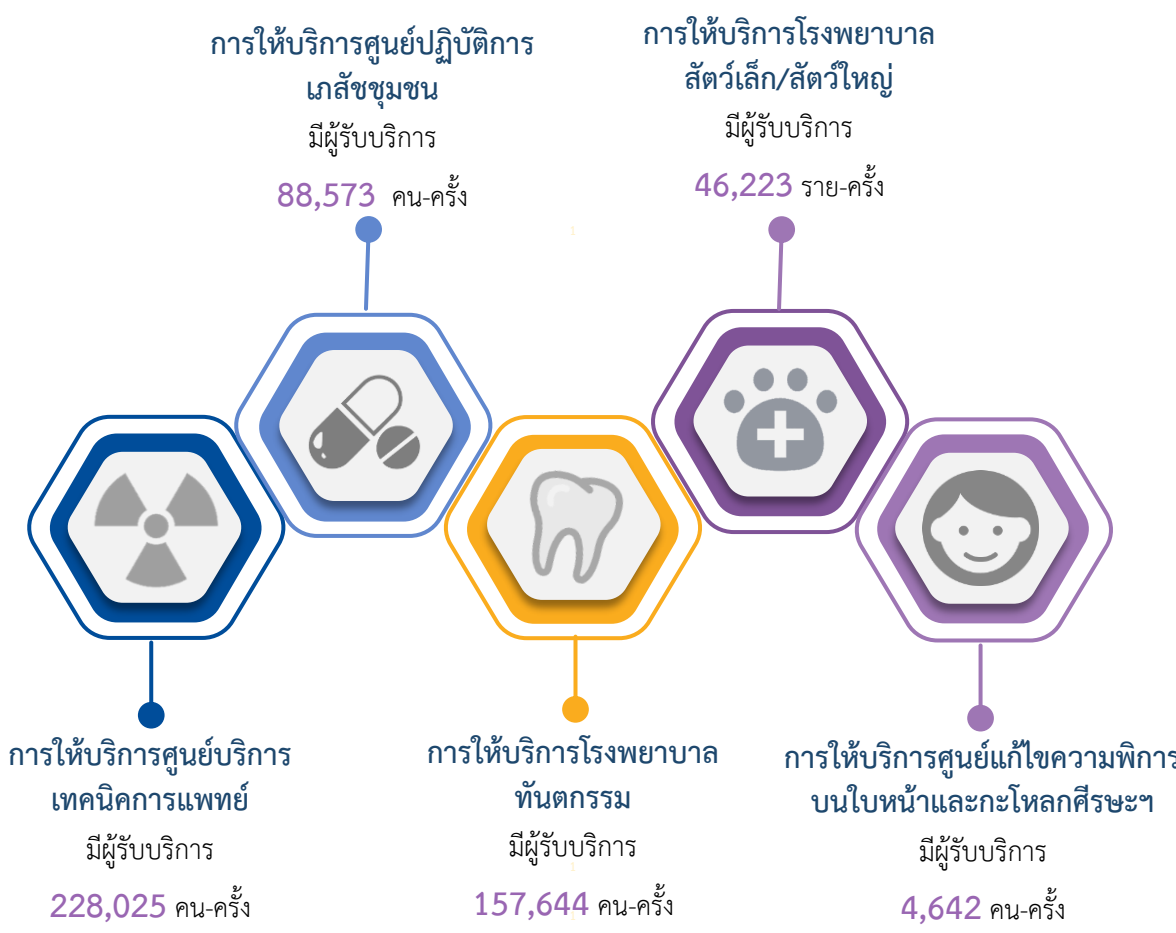 การให้บริการศูนย์ปฏิบัติการ
เภสัชชุมชน
มีผู้รับบริการ
88,573 คน-ครั้ง
การให้บริการโรงพยาบาล
สัตว์เล็ก/สัตว์ใหญ่
มีผู้รับบริการ
46,223 ราย-ครั้ง
1
การให้บริการศูนย์บริการ
เทคนิคการแพทย์
มีผู้รับบริการ
228,025 คน-ครั้ง
การให้บริการโรงพยาบาล
ทันตกรรม
มีผู้รับบริการ
1
157,644 คน-ครั้ง
การให้บริการศูนย์แก้ไขความพิการ
บนใบหน้าและกะโหลกศีรษะฯ
มีผู้รับบริการ
4,642 คน-ครั้ง